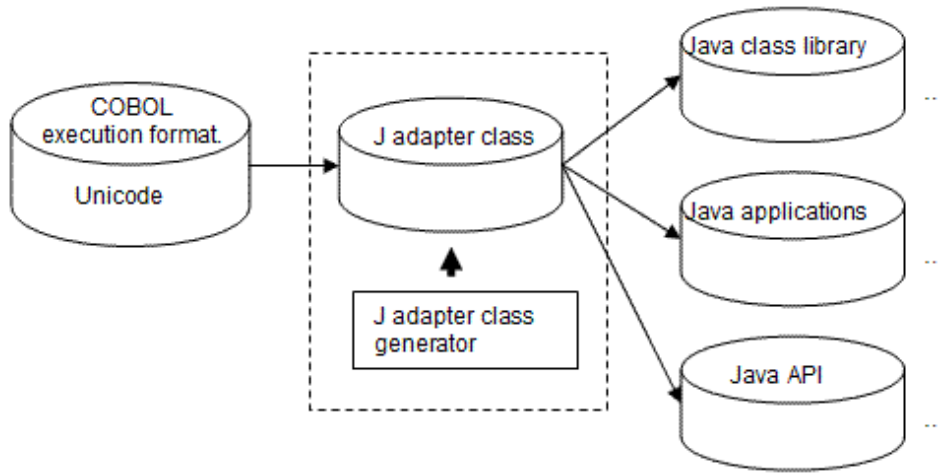 COBOL
execution format.
Unicode
J adapter class
J adapter class
generator
Java class library
Java applications
Java API